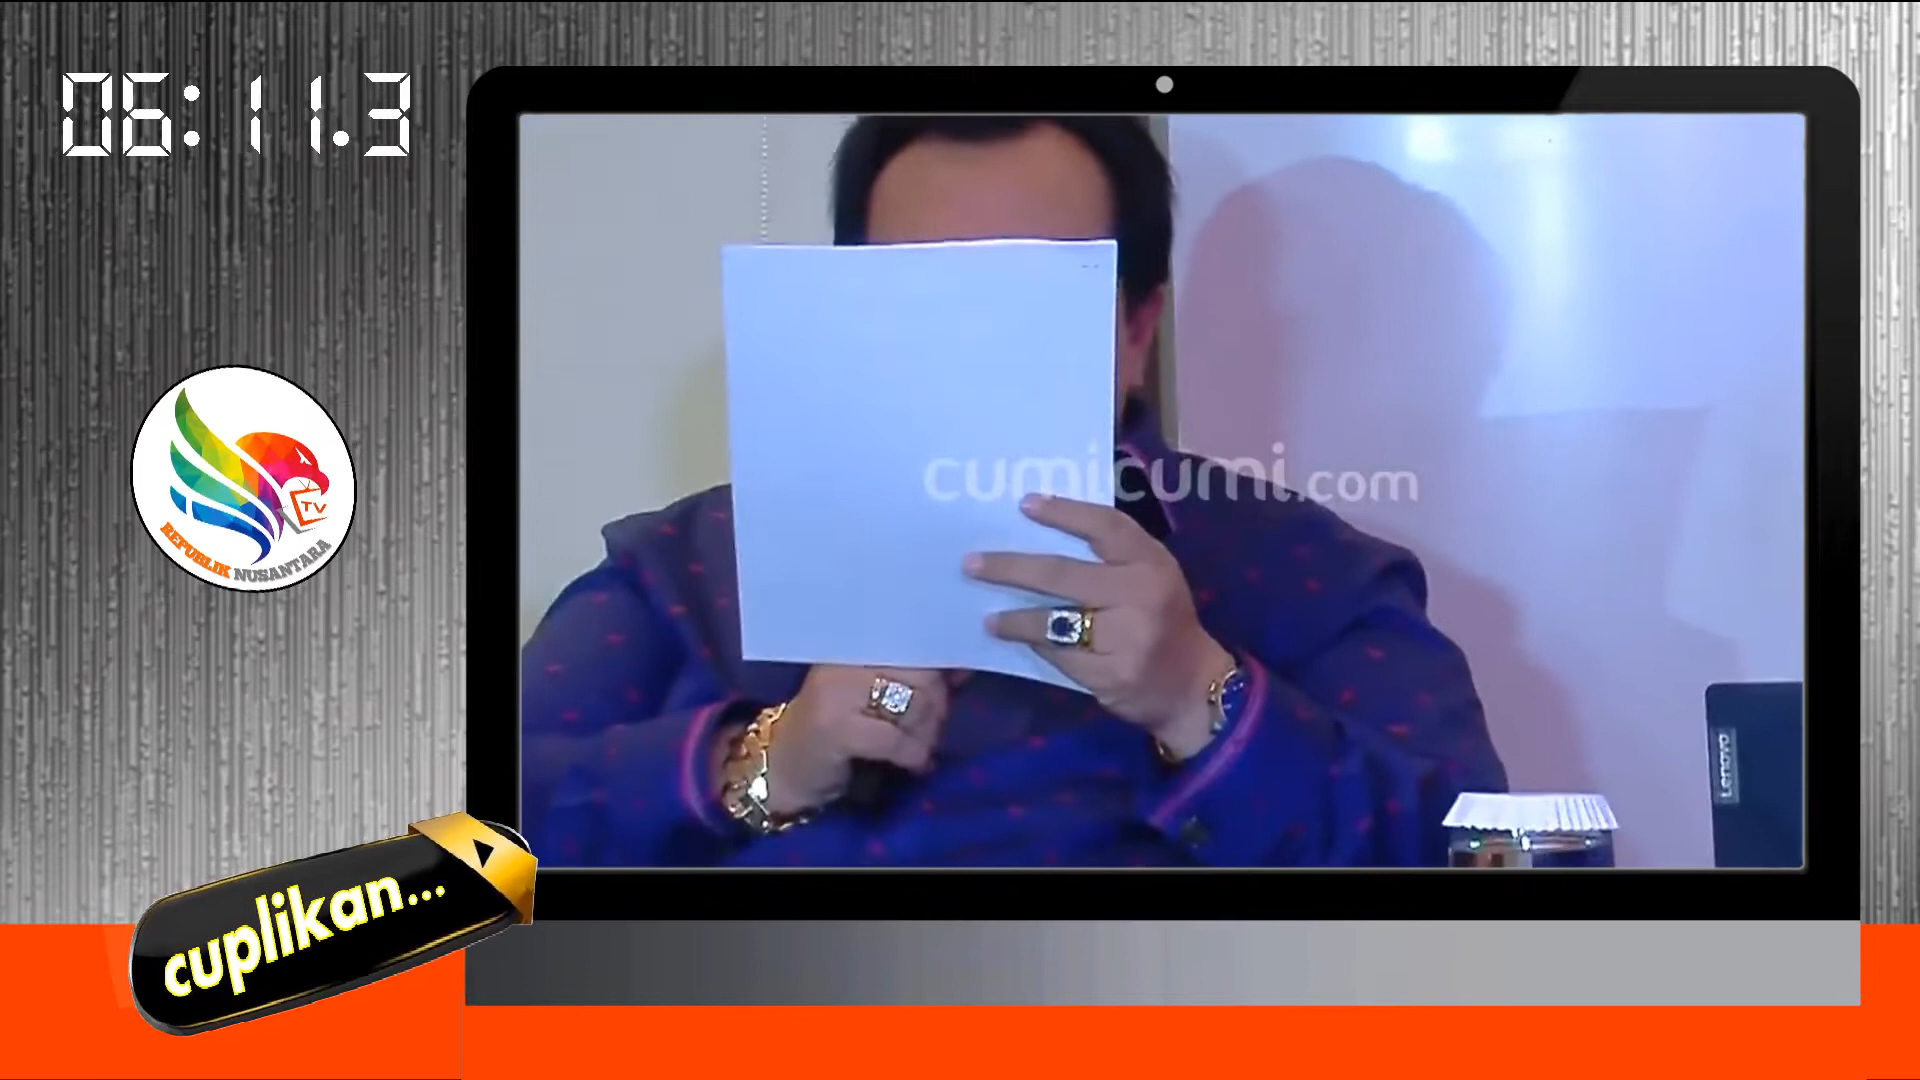 06:11.3
cumicumi.com
TV
REPUBLIK NUSANTARA
Lenovo
cuplikan...